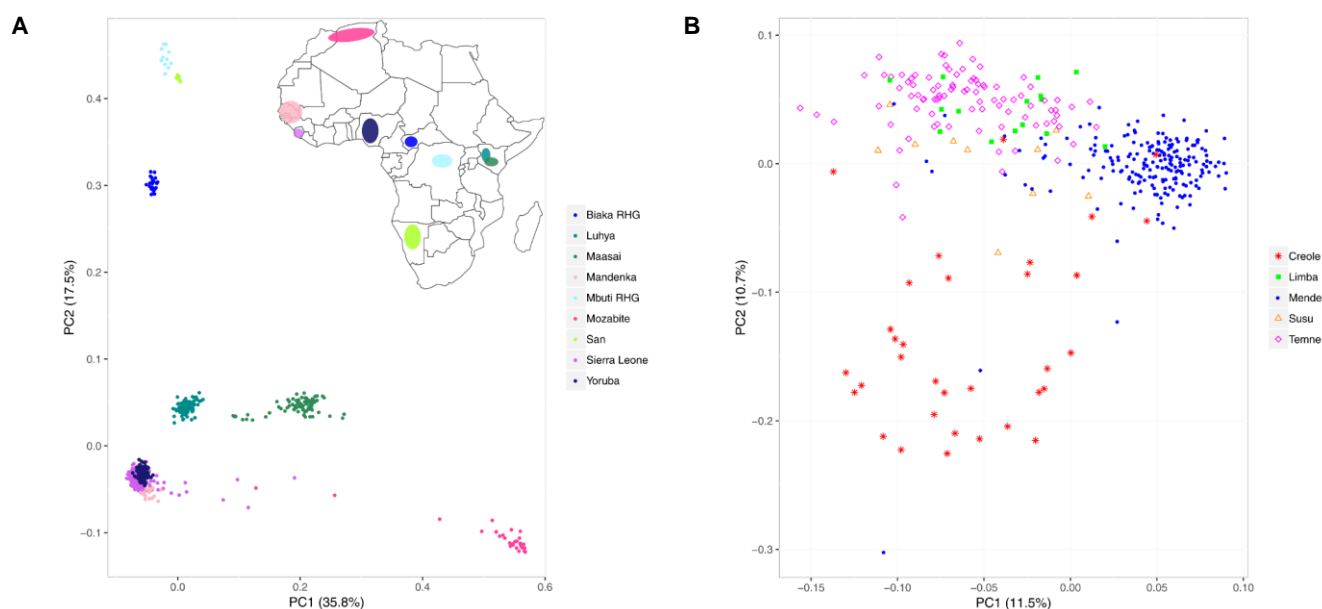 A
PC2 (17.5%)
0.4
0.3
0.2
0.1
0.0
−0.1
0.0
0.2
0.4
0.6
PC1 (35.8%)
Biaka RHG
Luhya
Maasai
Mandenka
Mbuti RHG
Mozabite
San
Sierra Leone
Yoruba
B
PC2 (10.7%)
0.1
0.0
−0.1
−0.2
−0.3
−0.15
−0.10
−0.05
0.00
0.05
0.10
PC1 (11.5%)
Creole
Limba
Mende
Susu
Temne